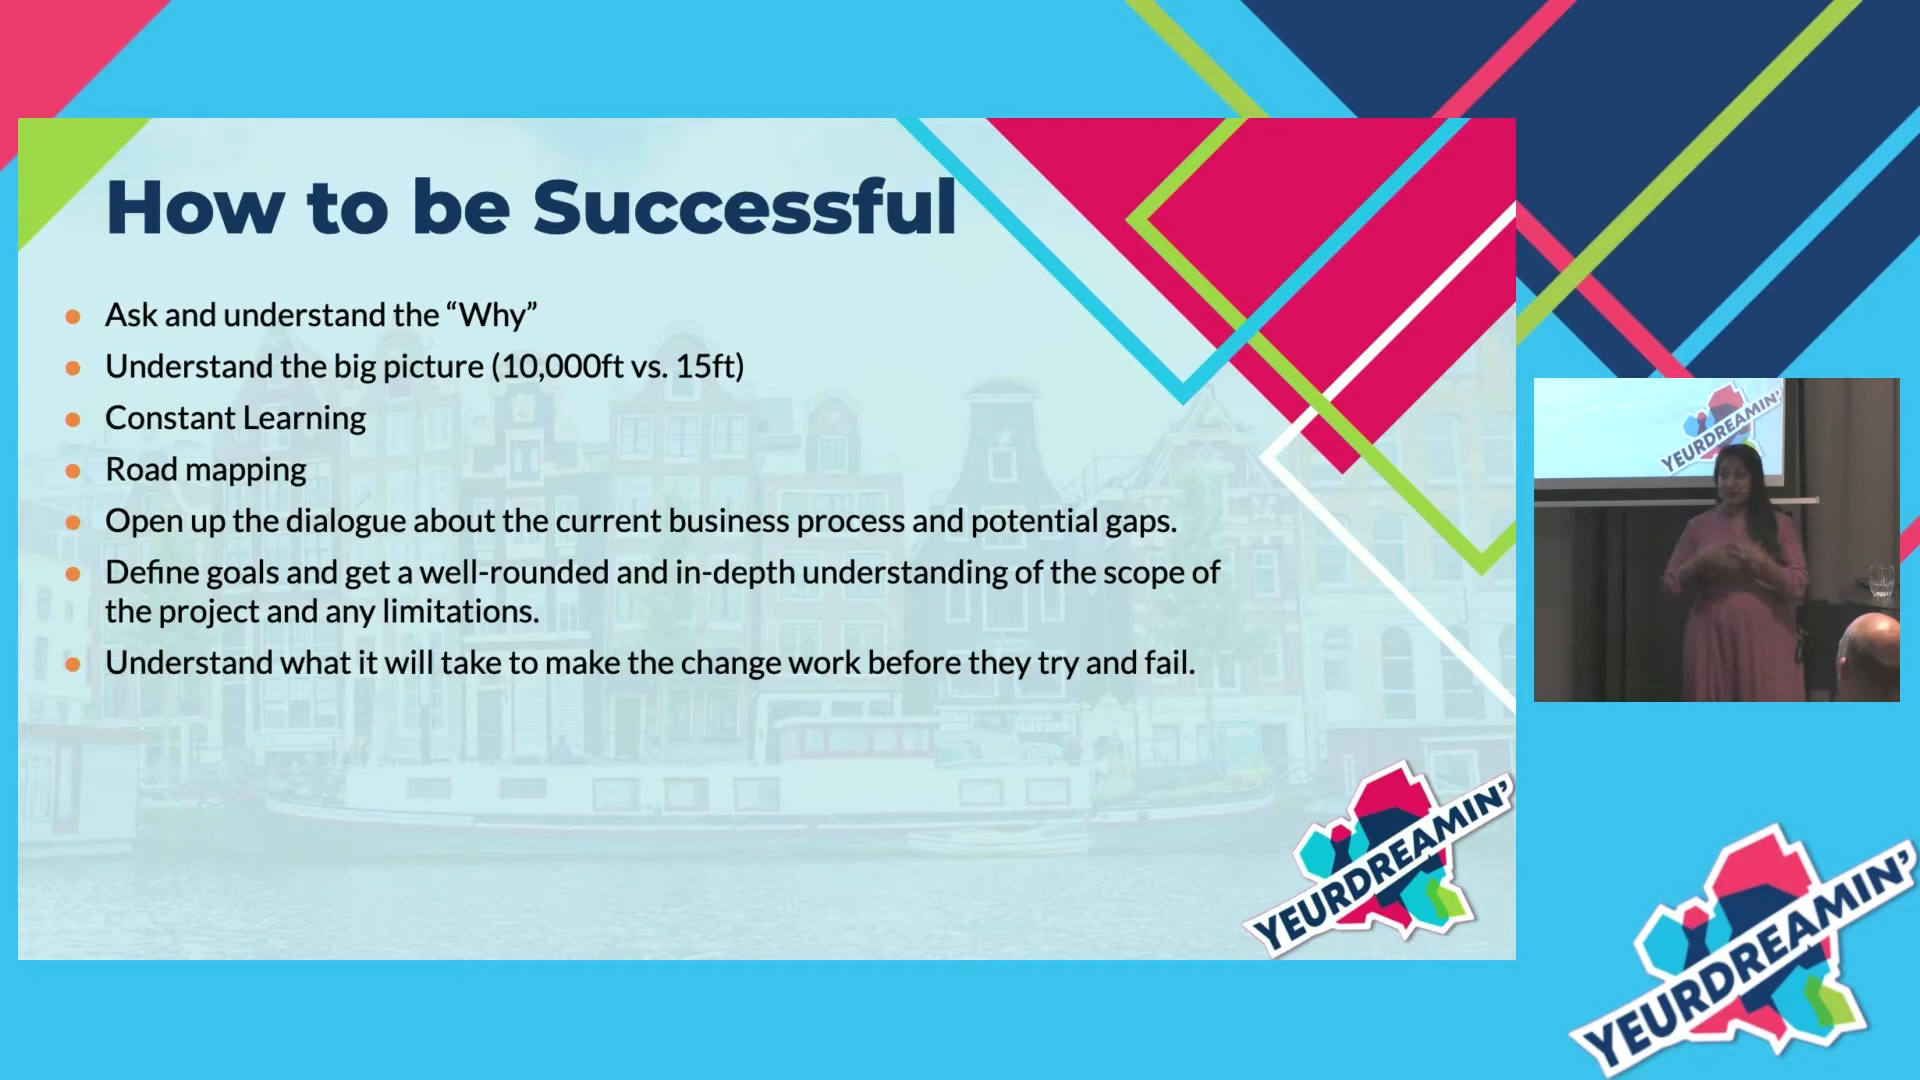 How to be Successful
Ask and understand the “Why”
Understand the big picture (10,000ft vs. 15ft)
Constant Learning
Road mapping
Open up the dialogue about the current business process and potential gaps.
Define goals and get a well-rounded and in-depth understanding of the scope of
the project and any limitations.
Understand what it will take to make the change work before they try and fail.
YEURDREAMIN’
YEURDREAMIN’
YEURDREAMIN’